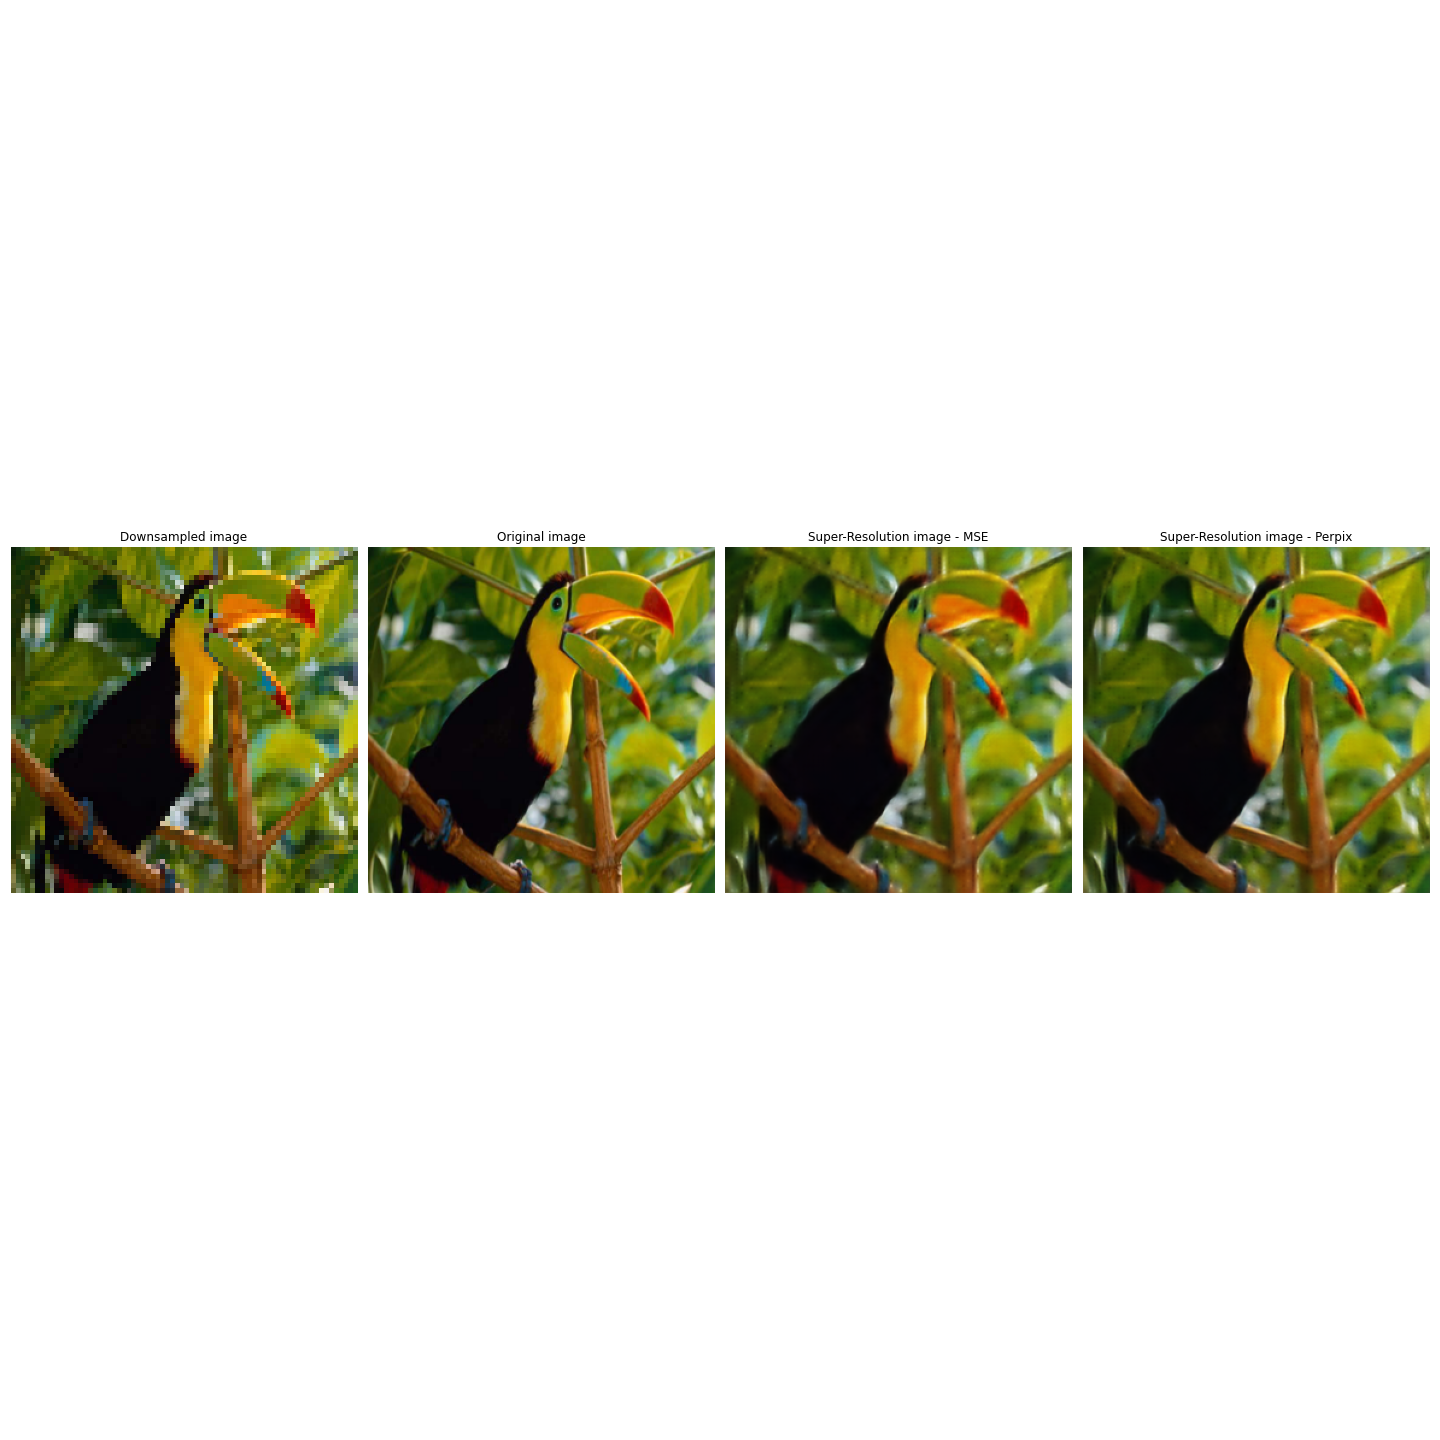 Downsampled image
Original image
Super-Resolution image - MSE
Super-Resolution image - Perpix